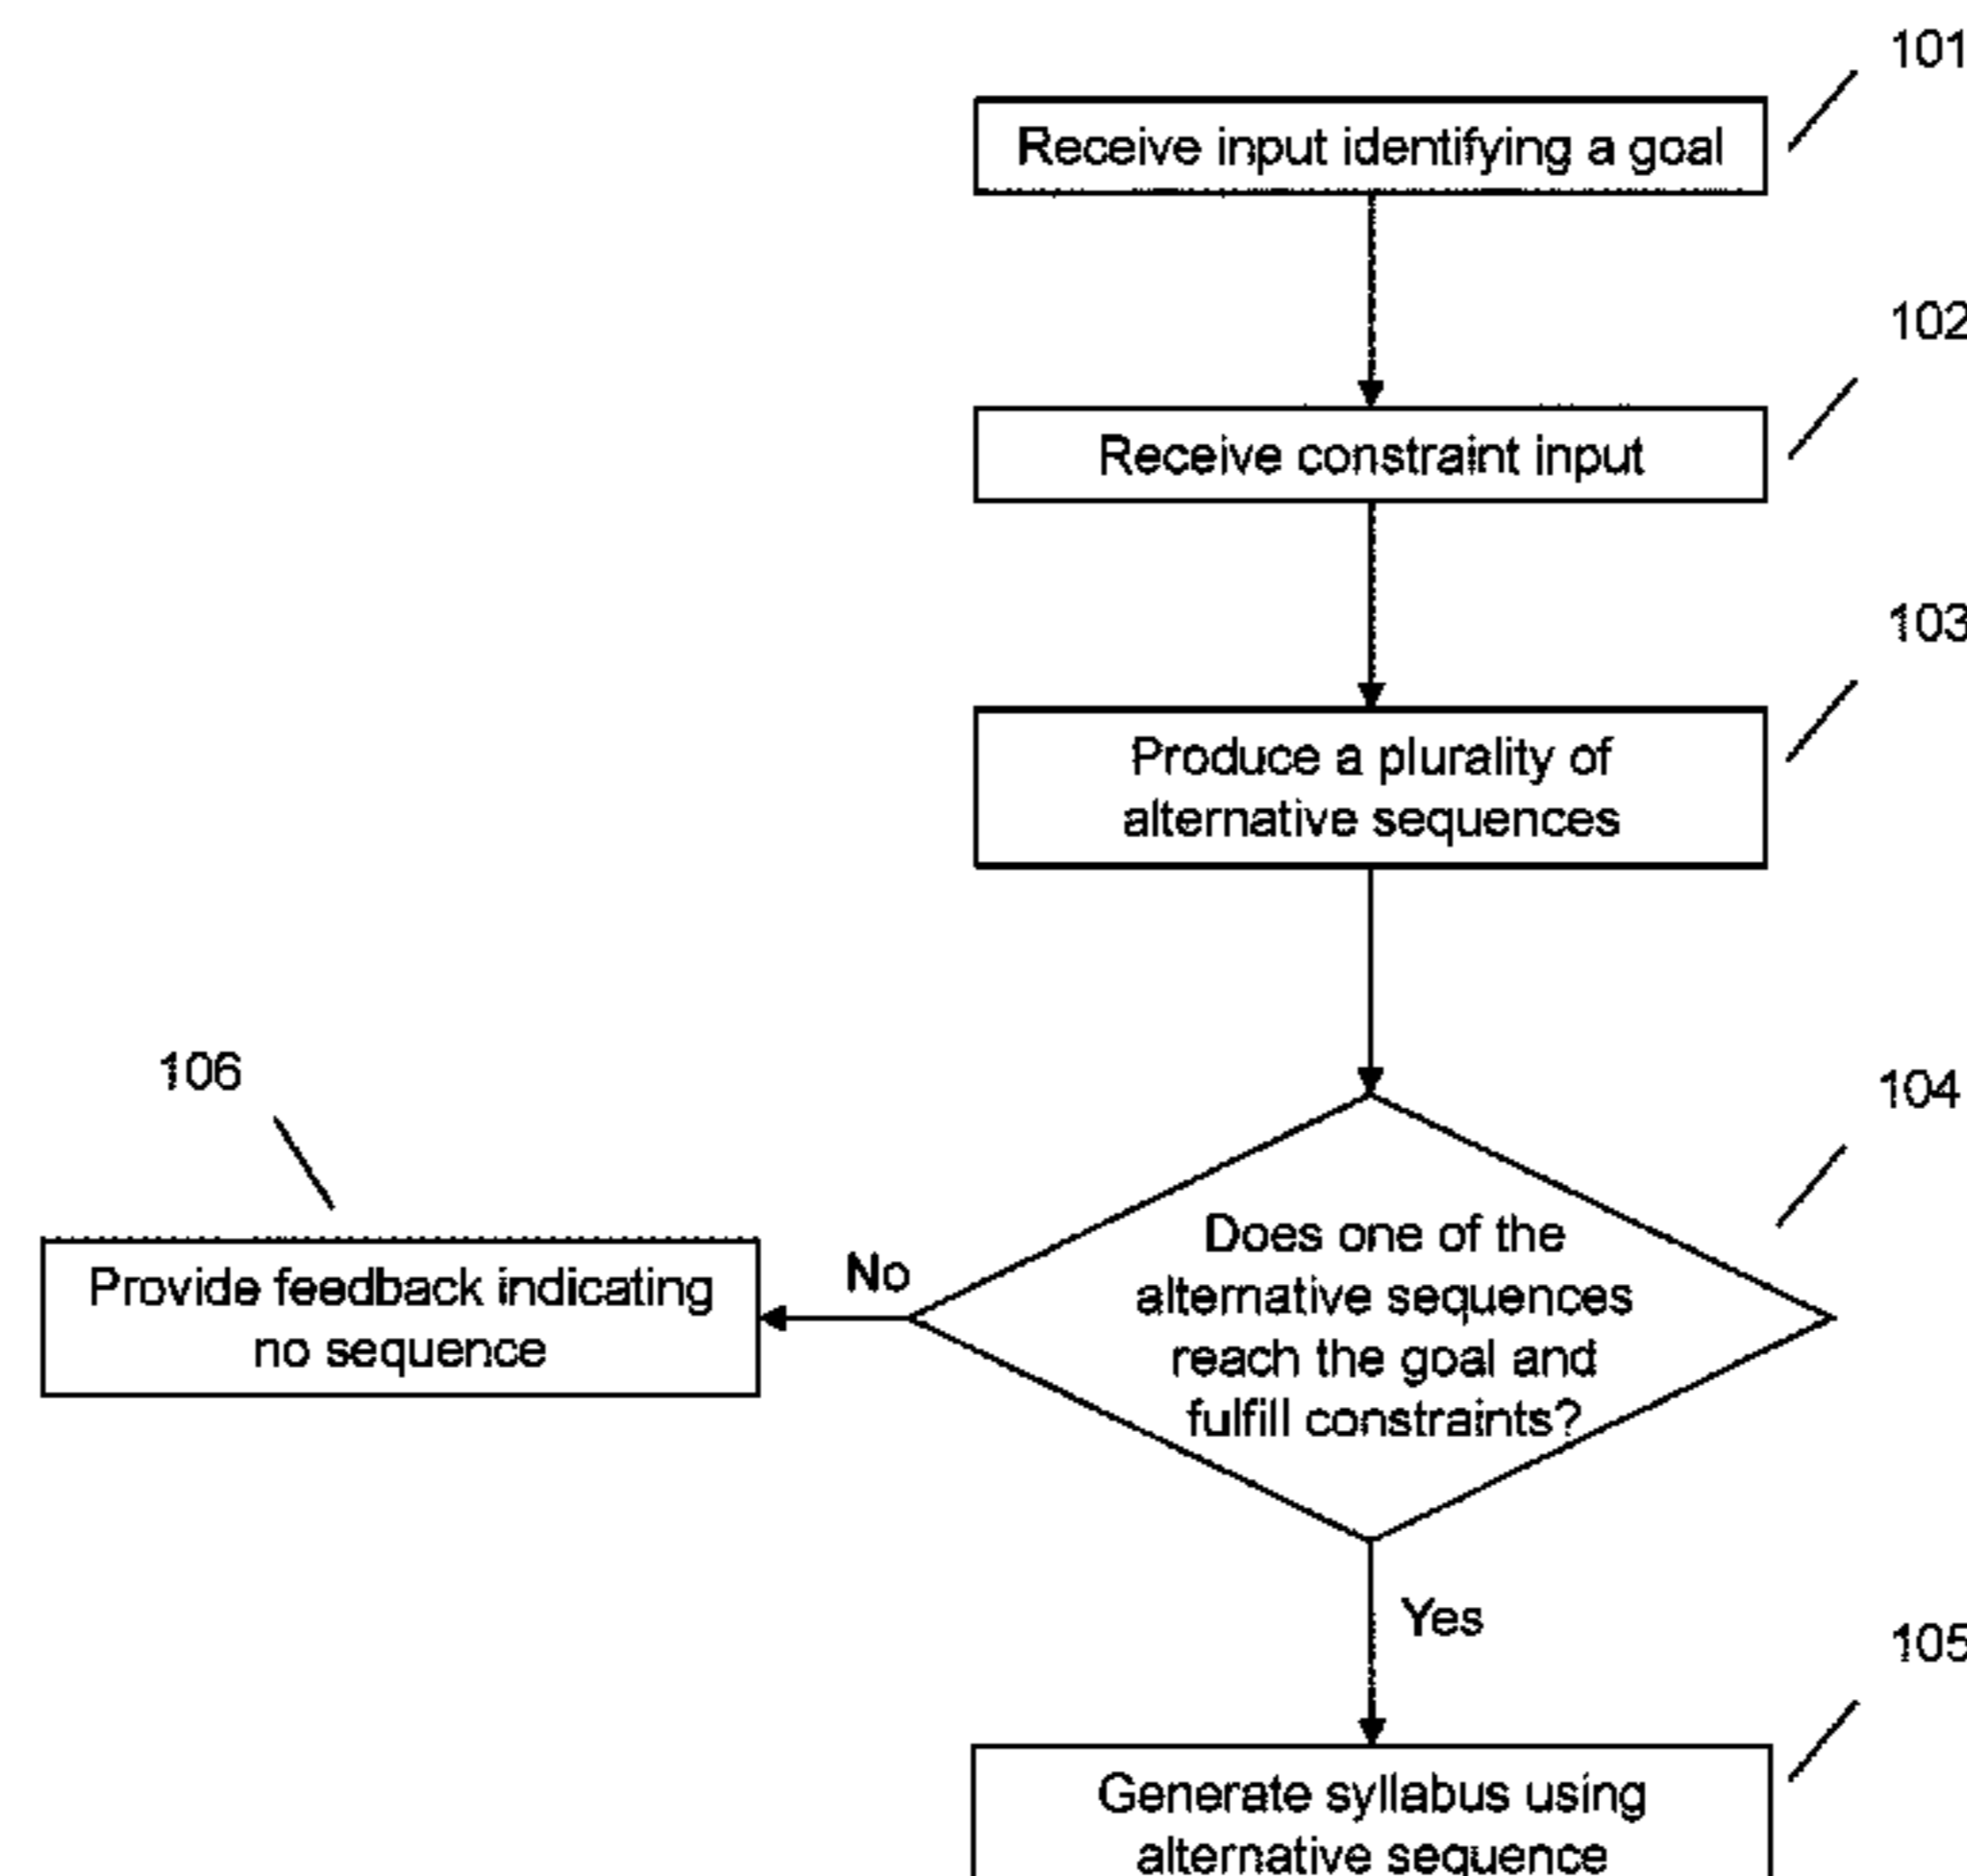 101
Receive input identifying a goal
102
Receive constraint input
103
Produce a plurality of
alternative sequences
106
104
Provide feedback indicating
no sequence
No
Does one of the
alternative sequences
reach the goal and
fulfill constraints?
Yes
105
Generate syllabus using
alternative sequence